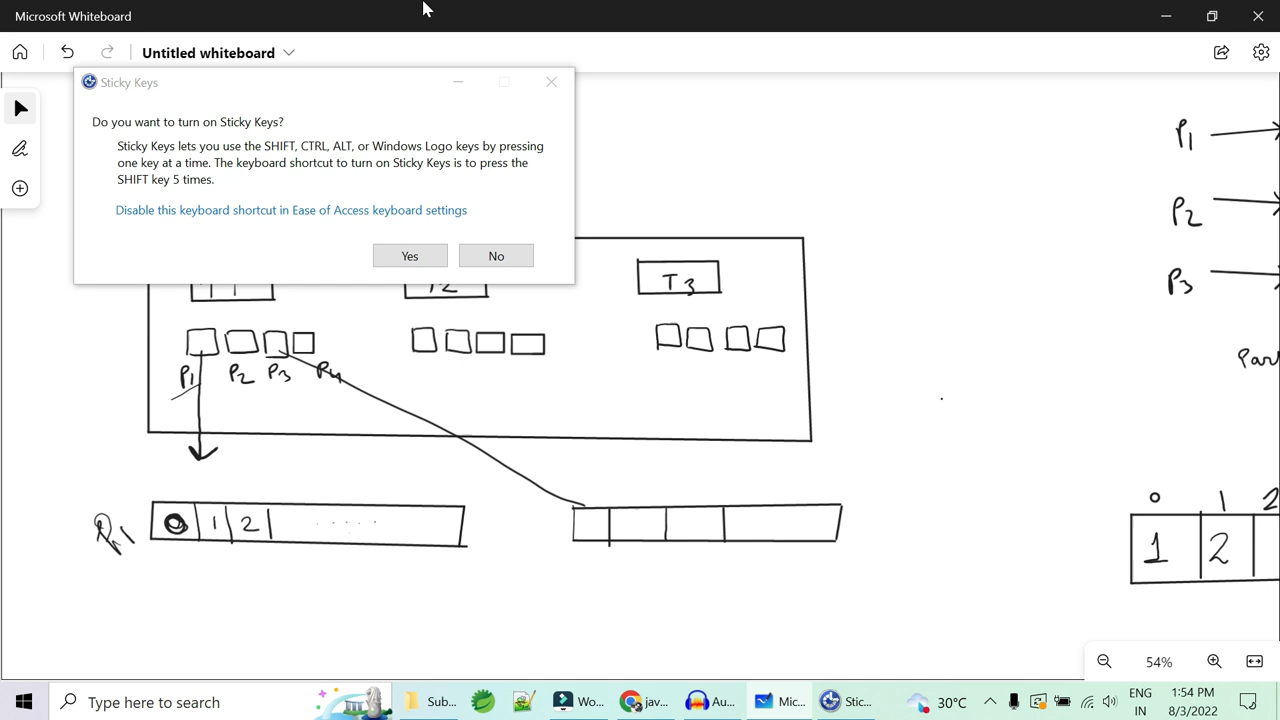 Microsoft Whiteboard
Untitled whiteboard
Sticky Keys
Do you want to turn on Sticky Keys?
Sticky Keys lets you use the SHIFT, CTRL, ALT, or Windows Logo keys by pressing
one key at a time. The keyboard shortcut to turn on Sticky Keys is to press the
SHIFT key 5 times.
Disable this keyboard shortcut in Ease of Access keyboard settings
Yes No
P1
P2
P3
T3
P1 P2 P3 P4
Par
0 1 2
0 1 2 .....
1 2
54%
Type here to search
Sub...
Wo...
jav...
Au...
Mic...
Stic...
30°C
ENG
IN
1:54 PM
8/3/2022